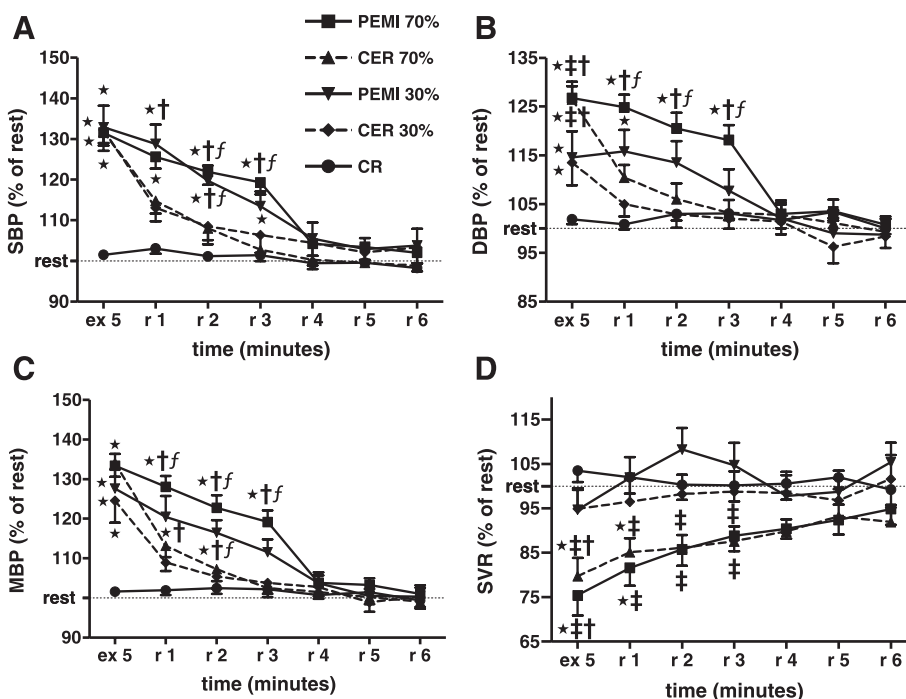 A
PEMI 70%
CER 70%
PEMI 30%
CER 30%
CR
SBP (% of rest)
150
140
130
120
110
rest
90
★
★†
★
★
★
★
★†ƒ
★†ƒ
★†ƒ
★
ex 5 r 1 r 2 r 3 r 4 r 5 r 6
time (minutes)
B
DBP (% of rest)
135
125
115
105
rest
95
85
★‡†
★†ƒ
★†ƒ
★†ƒ
★‡†
★
★
★
ex 5 r 1 r 2 r 3 r 4 r 5 r 6
time (minutes)
C
MBP (% of rest)
150
140
130
120
110
rest
90
★
★†ƒ
★†ƒ
★†ƒ
★
★
★
★†
★†ƒ
ex 5 r 1 r 2 r 3 r 4 r 5 r 6
time (minutes)
D
SVR (% of rest)
115
105
rest
95
85
75
65
★‡†
★‡
‡
‡
★‡†
★‡
‡
‡
ex 5 r 1 r 2 r 3 r 4 r 5 r 6
time (minutes)